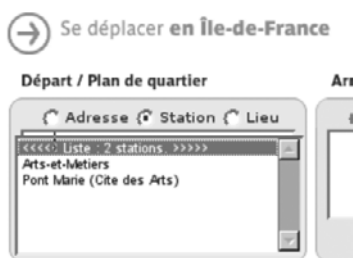 Se déplacer en Île-de-France
Départ / Plan de quartier
Adresse Station Lieu
<<<<< Liste : 2 stations. >>>>>
Arts-et-Metiers
Pont Marie (Cite des Arts)